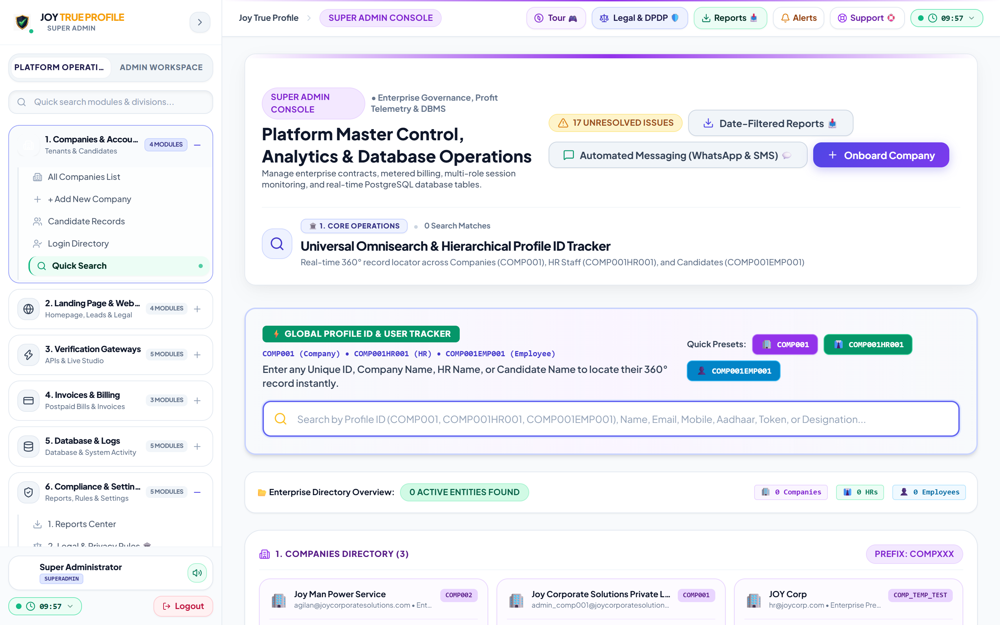 JOY TRUE PROFILE
SUPER ADMIN
PLATFORM OPERATI...
ADMIN WORKSPACE
Quick search modules & divisions...
1. Companies & Accou...
Tenants & Candidates
4 MODULES
All Companies List
+ Add New Company
Candidate Records
Login Directory
Quick Search
2. Landing Page & Web...
Homepage, Leads & Legal
4 MODULES
3. Verification Gateways
APIs & Live Studio
5 MODULES
4. Invoices & Billing
Postpaid Bills & Invoices
3 MODULES
5. Database & Logs
Database & System Activity
5 MODULES
6. Compliance & Settin...
Reports, Rules & Settings
5 MODULES
1. Reports Center
2. Legal & Privacy Rules
Super Administrator
SUPERADMIN
09:57
Logout
Joy True Profile
SUPER ADMIN CONSOLE
Tour
Legal & DPDP
Reports
Alerts
Support
09:57
SUPER ADMIN
CONSOLE
• Enterprise Governance, Profit
Telemetry & DBMS
Platform Master Control,
Analytics & Database Operations
Manage enterprise contracts, metered billing, multi-role session
monitoring, and real-time PostgreSQL database tables.
17 UNRESOLVED ISSUES
Date-Filtered Reports
Automated Messaging (WhatsApp & SMS)
Onboard Company
1. CORE OPERATIONS
0 Search Matches
Universal Omnisearch & Hierarchical Profile ID Tracker
Real-time 360° record locator across Companies (COMP001), HR Staff (COMP001HR001), and Candidates (COMP001EMP001)
GLOBAL PROFILE ID & USER TRACKER
COMP001 (Company) • COMP001HR001 (HR) • COMP001EMP001 (Employee)
Enter any Unique ID, Company Name, HR Name, or Candidate Name to locate their 360°
record instantly.
Quick Presets:
COMP001
COMP001HR001
COMP001EMP001
Search by Profile ID (COMP001, COMP001HR001, COMP001EMP001), Name, Email, Mobile, Aadhaar, Token, or Designation...
Enterprise Directory Overview:
0 ACTIVE ENTITIES FOUND
0 Companies
0 HRs
0 Employees
1. COMPANIES DIRECTORY (3)
PREFIX: COMPXXX
Joy Man Power Service
agilan@joycorporatesolutions.com • Ent...
COMP002
Joy Corporate Solutions Private L...
admin_comp001@joycorporatesolution...
COMP001
JOY Corp
hr@joycorp.com • Enterprise Pre...
COMP_TEMP_TEST